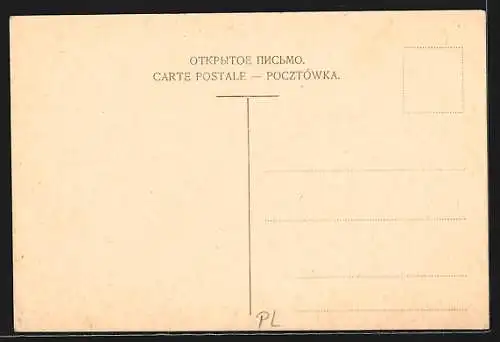 ОТКРЫТОЕ ПИСЬМО.
CARTE POSTALE — POCZTÓWKA.
PL